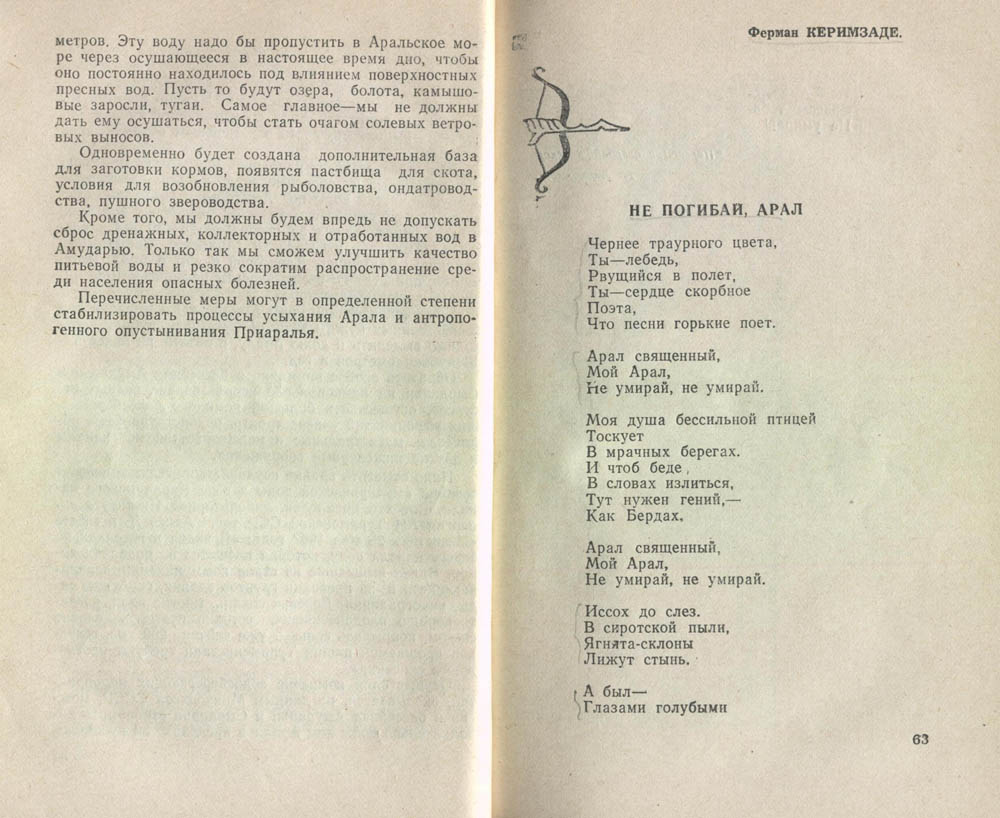 метров. Эту воду надо бы пропустить в Аральское мо-
ре через осушающееся в настоящее время дно, чтобы
оно постоянно находилось под влиянием поверхностных
пресных вод. Пусть то будут озера, болота, камышо-
вые заросли, тугаи. Самое главное—мы не должны
дать ему осушаться, чтобы стать очагом солевых ветро-
вых выносов.
Одновременно будет создана дополнительная база
для заготовки кормов, появятся пастбища для скота,
условия для возобновления рыболовства, ондатровод-
ства, пушного звероводства.
Кроме того, мы должны будем впредь не допускать
сброс дренажных, коллекторных и отработанных вод в
Амударью. Только так мы сможем улучшить качество
питьевой воды и резко сократим распространение сре-
ди населения опасных болезней.
Перечисленные меры могут в определенной степени
стабилизировать процессы усыхания Арала и антропо-
генного опустынивания Приаралья.
Ферман КЕРИМЗАДЕ.
НЕ ПОГИБАЙ, АРАЛ
Чернее траурного цвета,
Ты—лебедь,
Рвущийся в полет,
Ты—сердце скорбное
Поэта,
Что песни горькие поет.
Арал священный,
Мой Арал,
Не умирай, не умирай.
Моя душа бессильной птицей
Тоскует
В мрачных берегах.
И чтоб беде
В словах излиться,
Тут нужен гений,—
Как Бердах.
Арал священный,
Мой Арал,
Не умирай, не умирай.
Иссох до слез.
В сиротской пыли,
Ягнята-склоны
Лижут стынь.
А был—
Глазами голубыми
63